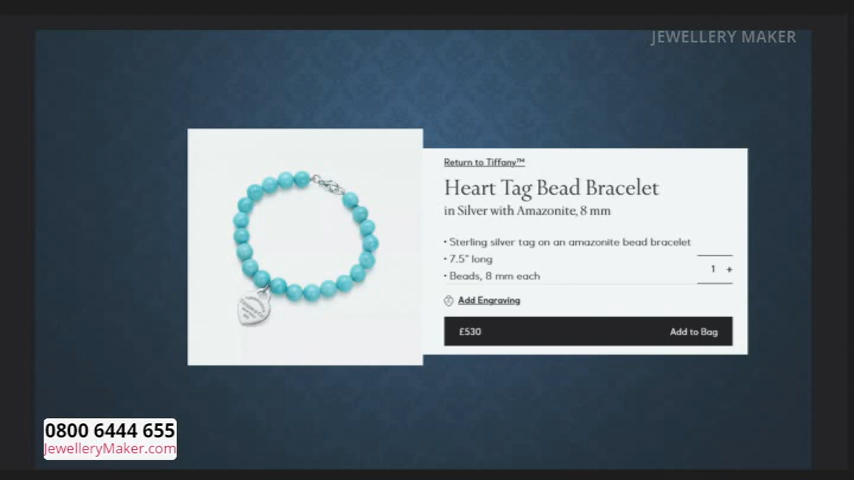 JEWELLERY MAKER
Return to Tiffany™
Heart Tag Bead Bracelet
in Silver with Amazonite, 8 mm
• Sterling silver tag on an amazonite bead bracelet
• 7.5" long
• Beads, 8 mm each
1 +
Add Engraving
£530 Add to Bag
0800 6444 655
JewelleryMaker.com